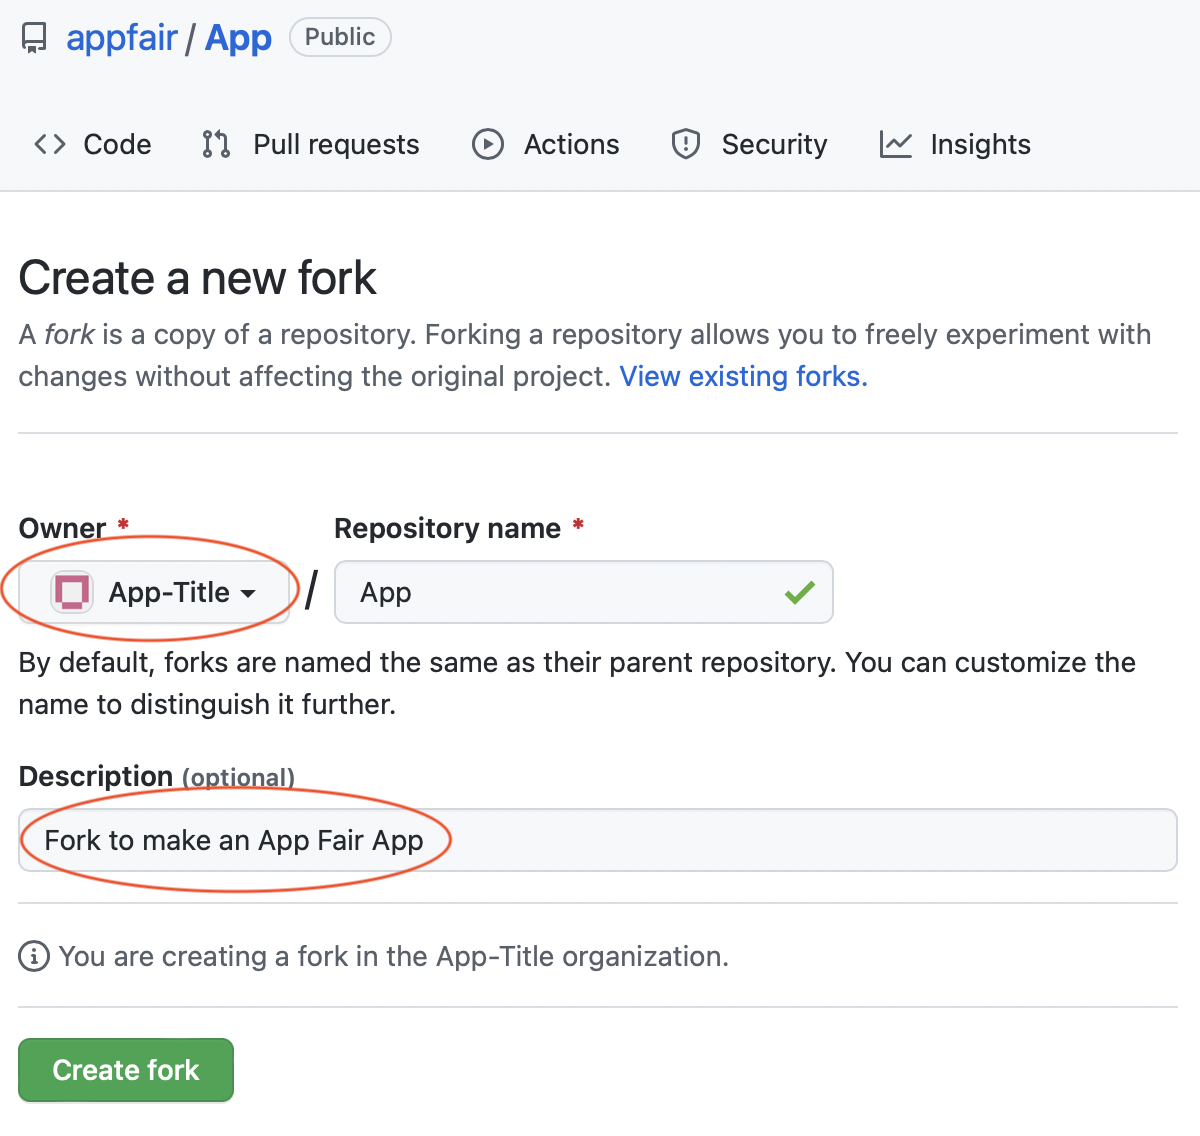 appfair / App Public
Code Pull requests Actions Security Insights
Create a new fork
A fork is a copy of a repository. Forking a repository allows you to freely experiment with
changes without affecting the original project. View existing forks.
Owner * Repository name *
App-Title / App
By default, forks are named the same as their parent repository. You can customize the
name to distinguish it further.
Description (optional)
Fork to make an App Fair App
You are creating a fork in the App-Title organization.
Create fork